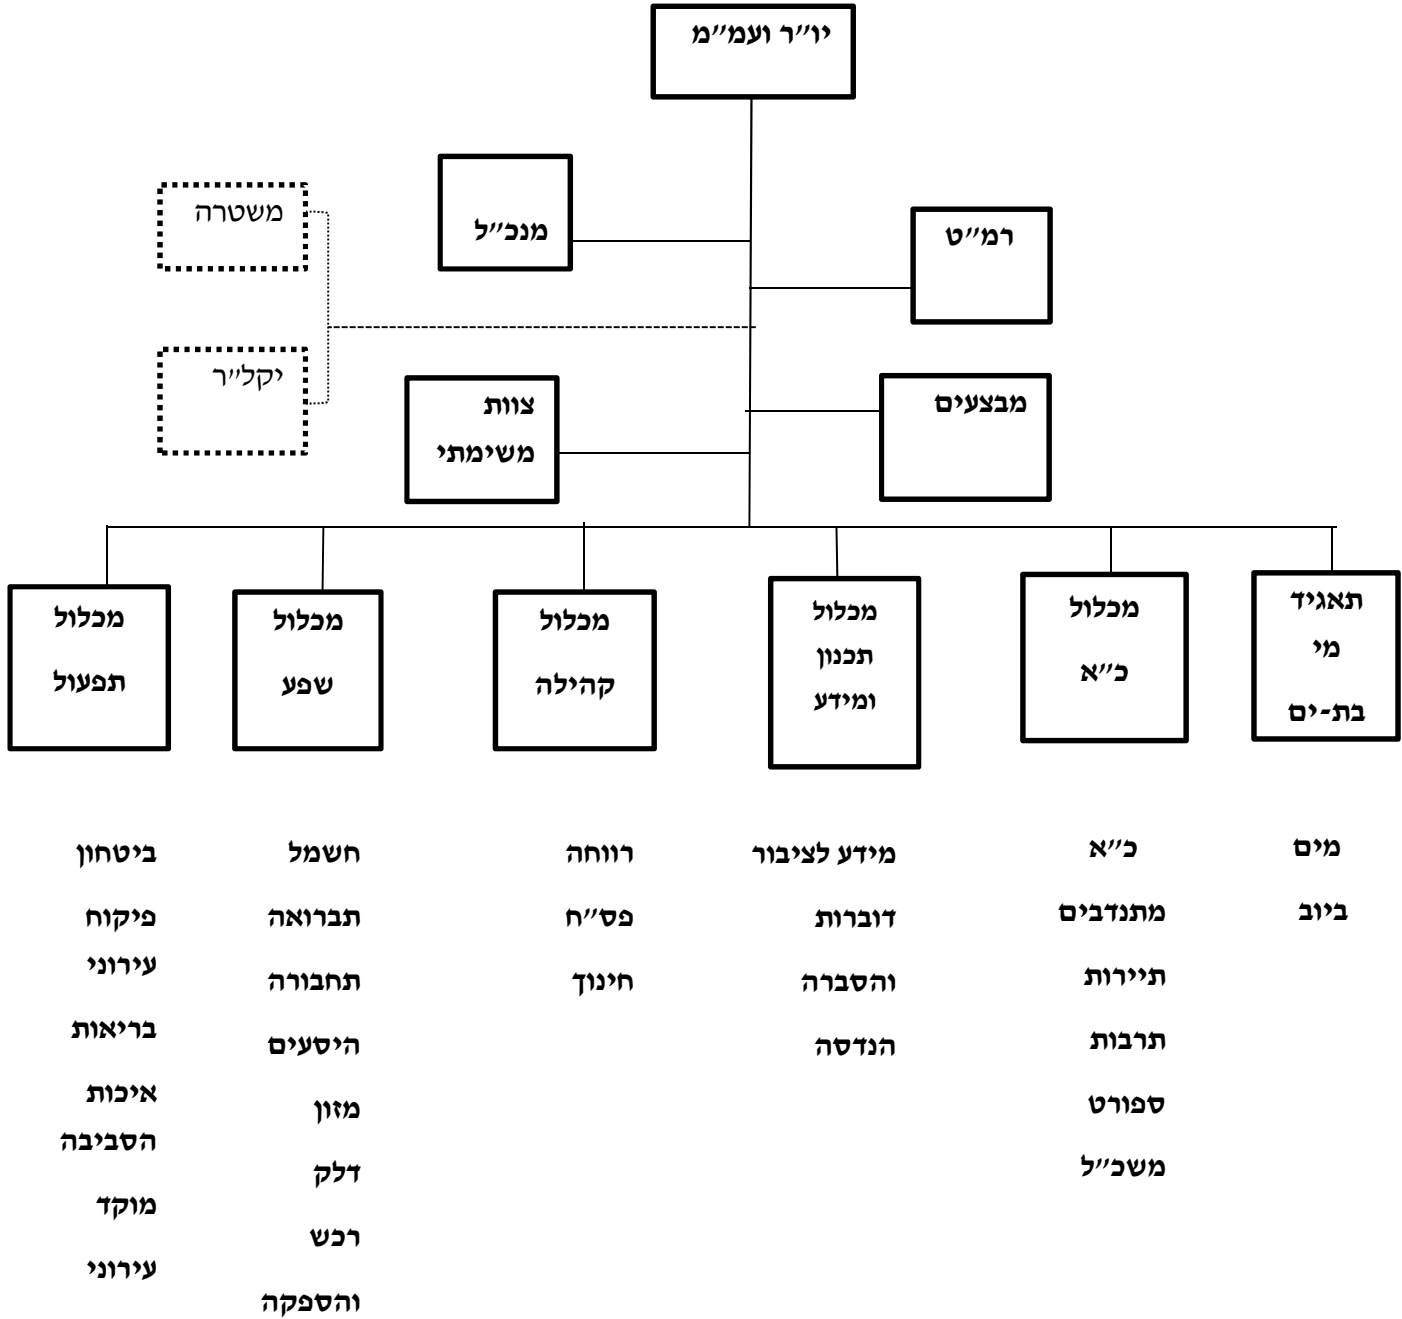 יו"ר ועמ"מ
מנכ"ל
רמ"ט
משטרה
יקל"ר
צוות
משימתי
מבצעים
תאגיד
מי
בת-ים
מכלול
כ"א
מכלול
תכנון
ומידע
מכלול
קהילה
מכלול
שפע
מכלול
תפעול
מים
ביוב
כ"א
מתנדבים
תיירות
תרבות
ספורט
משכ"ל
מידע לציבור
דוברות
והסברה
הנדסה
רווחה
פס"ח
חינוך
חשמל
תברואה
תחבורה
היסעים
מזון
דלק
רכש
והספקה
ביטחון
פיקוח
עירוני
בריאות
איכות
הסביבה
מוקד
עירוני